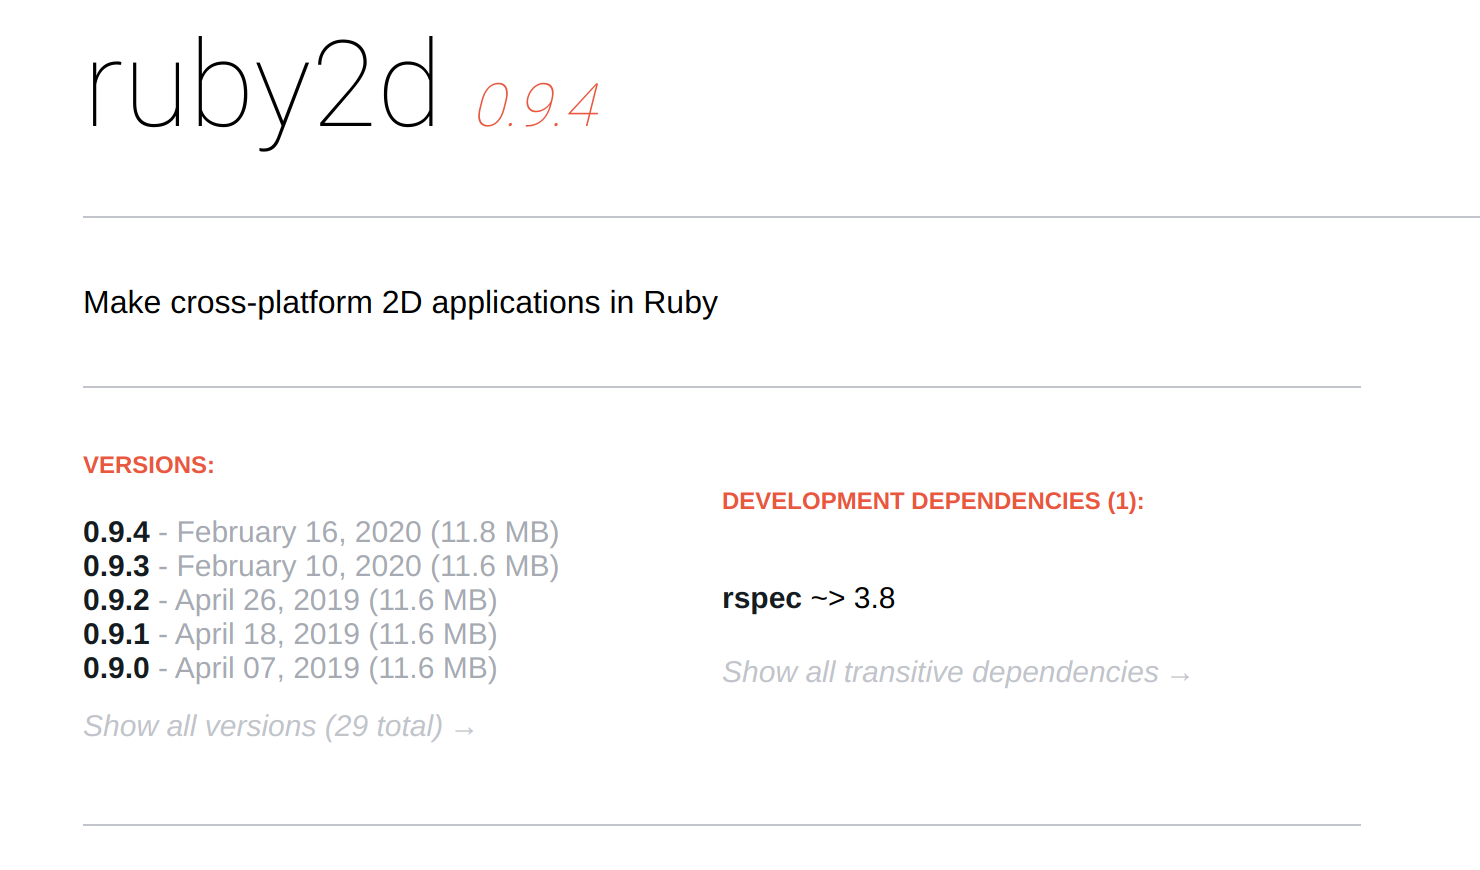 ruby2d 0.9.4
Make cross-platform 2D applications in Ruby
VERSIONS:
0.9.4 - February 16, 2020 (11.8 MB)
0.9.3 - February 10, 2020 (11.6 MB)
0.9.2 - April 26, 2019 (11.6 MB)
0.9.1 - April 18, 2019 (11.6 MB)
0.9.0 - April 07, 2019 (11.6 MB)
Show all versions (29 total) →
DEVELOPMENT DEPENDENCIES (1):
rspec ~> 3.8
Show all transitive dependencies →